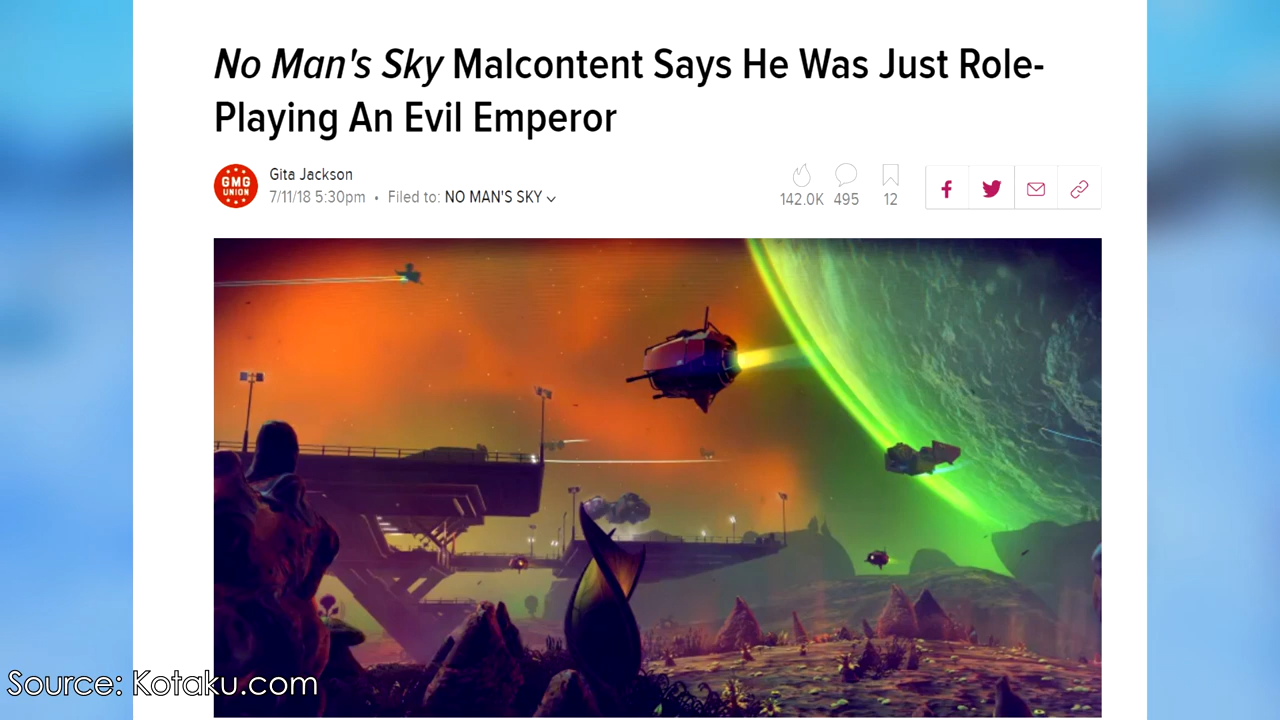 No Man's Sky Malcontent Says He Was Just Role-
Playing An Evil Emperor
GMG
UNION
Gita Jackson
7/11/18 5:30pm • Filed to: NO MAN'S SKY
142.0K 495 12
Source: Kotaku.com